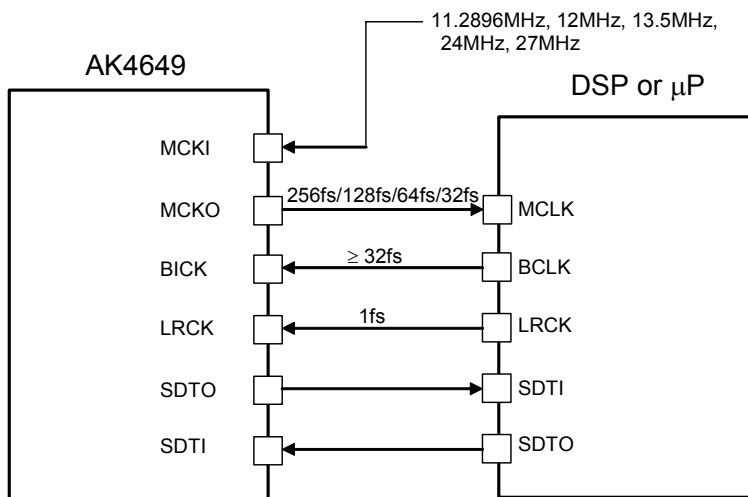 11.2896MHz, 12MHz, 13.5MHz,
24MHz, 27MHz
AK4649
DSP or μP
MCKI
MCKO
256fs/128fs/64fs/32fs
MCLK
BICK
≥ 32fs
BCLK
LRCK
1fs
LRCK
SDTO
SDTI
SDTI
SDTO